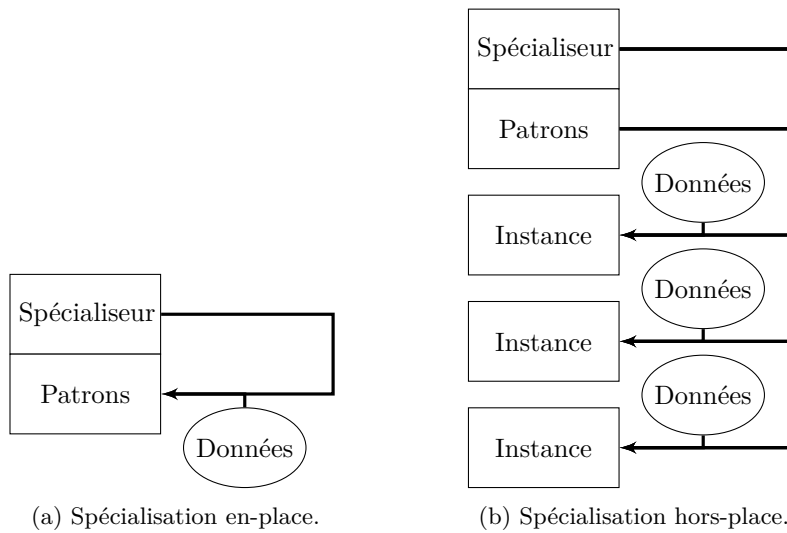 Spécialiseur
Patrons
Données
(a) Spécialisation en-place.
Spécialiseur
Patrons
Données
Instance
Données
Instance
Données
Instance
(b) Spécialisation hors-place.